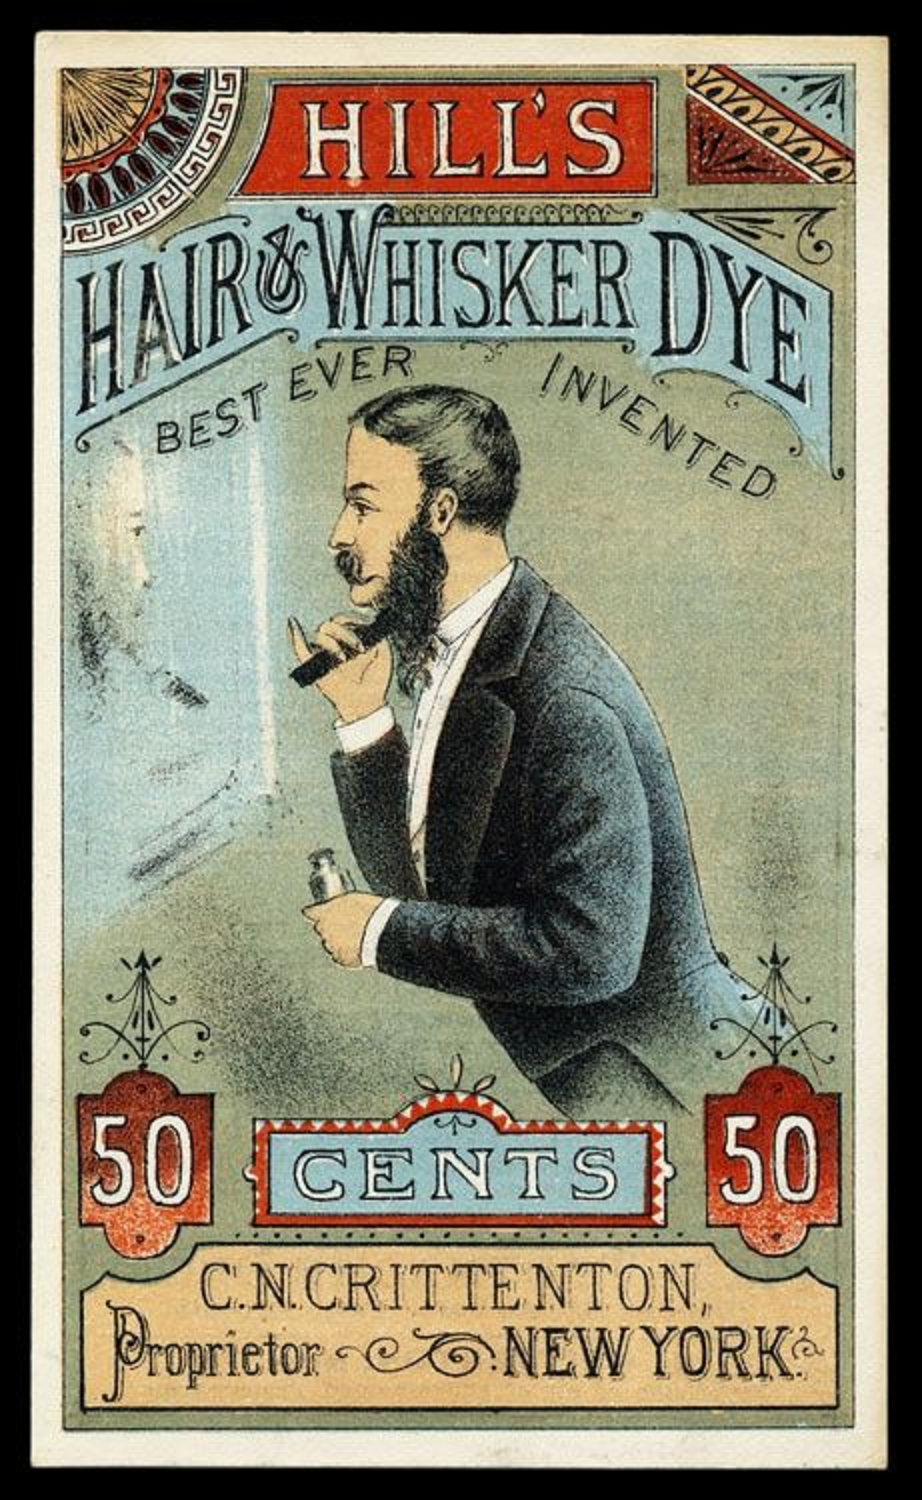 HILL'S
HAIR & WHISKER DYE
BEST EVER INVENTED
50 CENTS 50
C.N.CRITTENTON,
Proprietor NEW YORK.